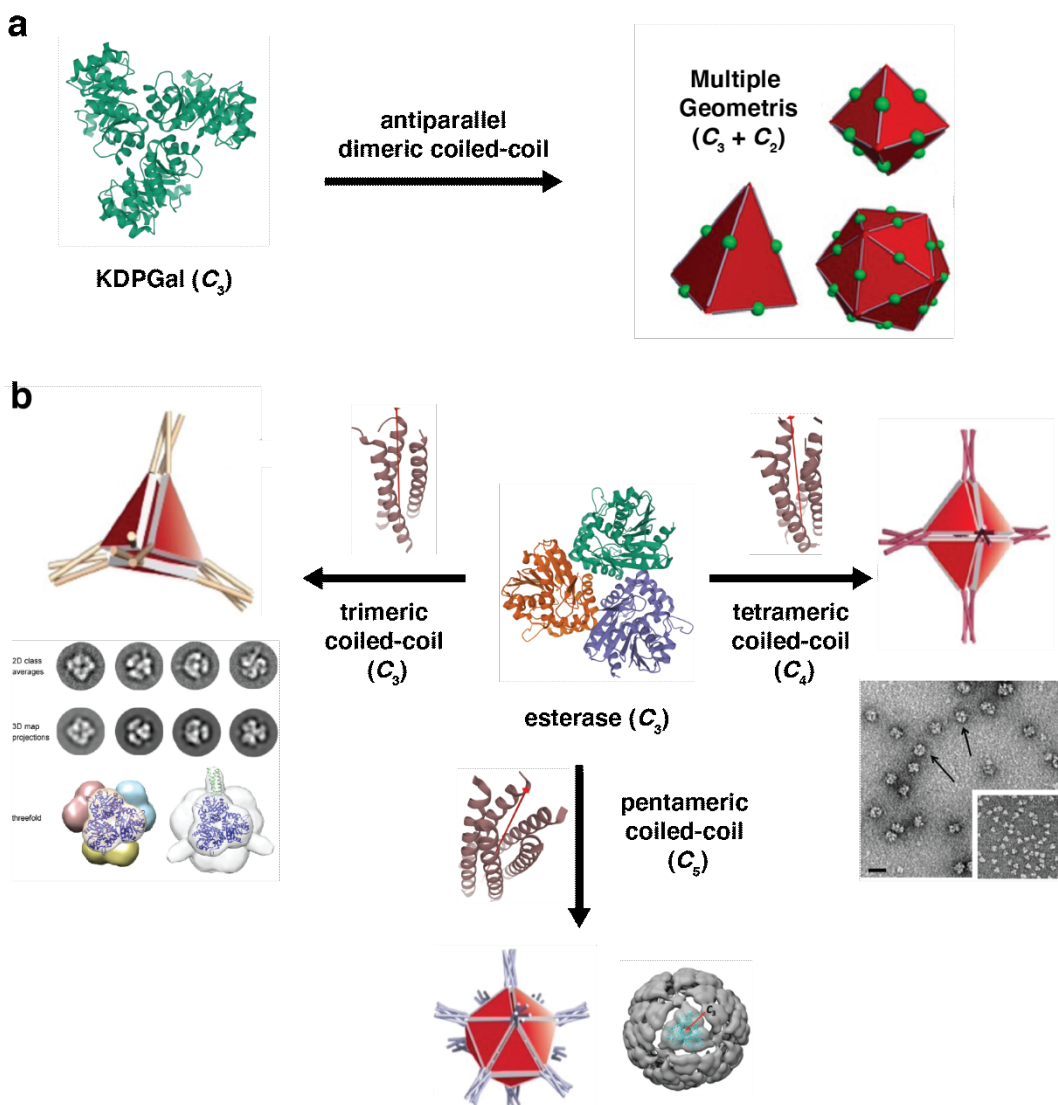 a
antiparallel
dimeric coiled-coil
Multiple
Geometris
(C3 + C2)
KDPGal (C3)
b
trimeric
coiled-coil
(C3)
tetrameric
coiled-coil
(C4)
esterase (C3)
2D class
averages
3D map
projections
threefold
pentameric
coiled-coil
(C5)